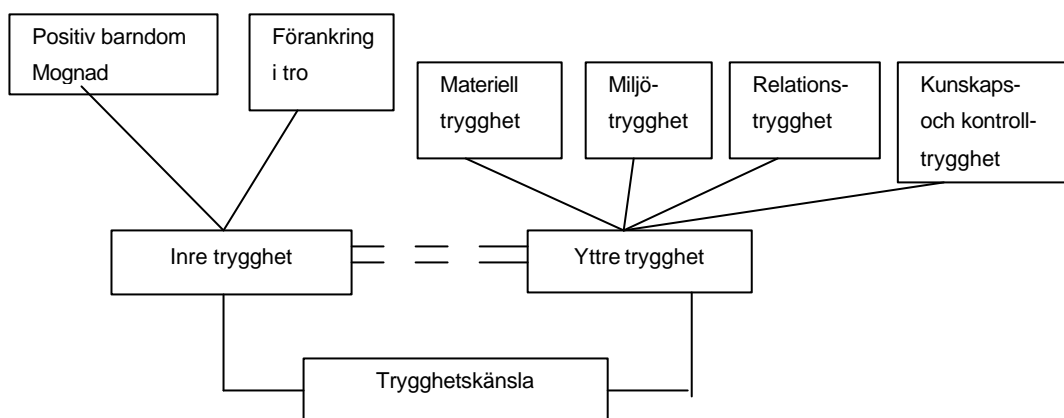 Positiv barndom
Mognad
Förankring
i tro
Materiell
trygghet
Miljö-
trygghet
Relations-
trygghet
Kunskaps-
och kontroll-
trygghet
Inre trygghet
Yttre trygghet
Trygghetskänsla